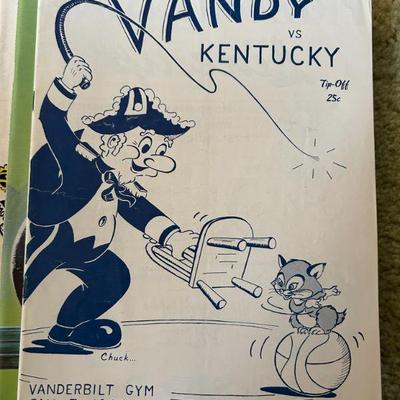 VANDY
VS
KENTUCKY
Tip-Off
25c
Chuck...
VANDERBILT GYM